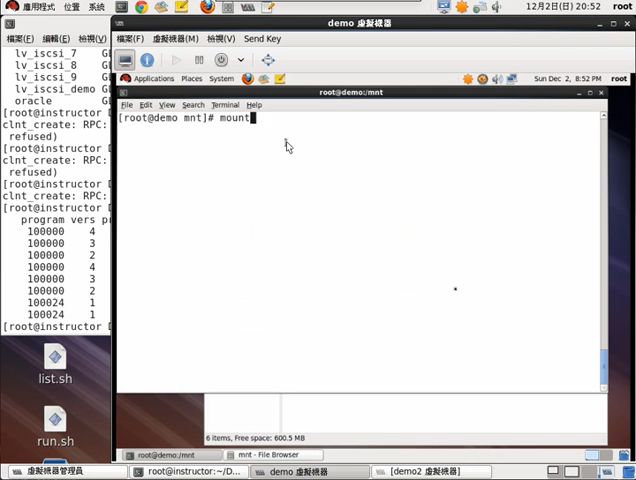 應用程式 位置 系統
12月2日(日) 20:52 root
demo 虛擬機器
檔案(F) 編輯(E) 檢視(V)
檔案(F) 虛擬機器(M) 檢視(V) Send Key
lv_iscsi_7
lv_iscsi_8
lv_iscsi_9
lv_iscsi_demo
oracle
[root@instructor
clnt_create: RPC:
refused)
[root@instructor
clnt_create: RPC:
refused)
[root@instructor
clnt_create: RPC:
[root@instructor
program vers
100000 4
100000 3
100000 2
100000 4
100000 3
100000 2
100024 1
100024 1
[root@instructor
Applications Places System
Sun Dec 2, 8:52 PM root
root@demo:/mnt
File Edit View Search Terminal Help
[root@demo mnt]# mount
6 items, Free space: 600.5 MB
root@demo:/mnt
mnt - File Browser
list.sh
run.sh
虛擬機器管理員
root@instructor:~/D...
demo 虛擬機器
[demo2 虛擬機器]